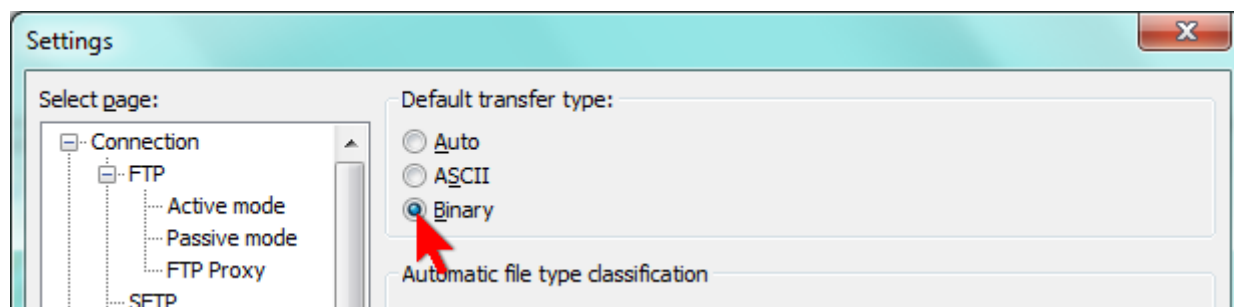 Settings
Select page:
Connection
FTP
Active mode
Passive mode
FTP Proxy
SFTP
Default transfer type:
Auto
ASCII
Binary
Automatic file type classification